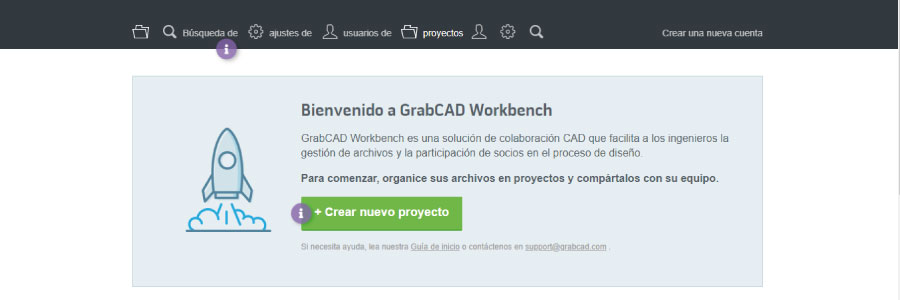 Búsqueda de ajustes de usuarios de proyectos Crear una nueva cuenta
i
Bienvenido a GrabCAD Workbench
GrabCAD Workbench es una solución de colaboración CAD que facilita a los ingenieros la
gestión de archivos y la participación de socios en el proceso de diseño.
Para comenzar, organice sus archivos en proyectos y compártalos con su equipo.
i + Crear nuevo proyecto
Si necesita ayuda, lea nuestra Guía de inicio o contáctenos en support@grabcad.com .